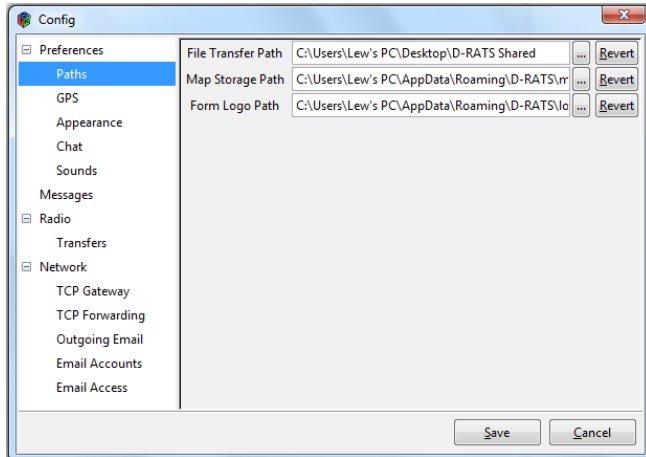 Config
Preferences
Paths
GPS
Appearance
Chat
Sounds
Messages
Radio
Transfers
Network
TCP Gateway
TCP Forwarding
Outgoing Email
Email Accounts
Email Access
File Transfer Path C:\Users\Lew's PC\Desktop\D-RATS Shared ... Revert
Map Storage Path C:\Users\Lew's PC\AppData\Roaming\D-RATS\m ... Revert
Form Logo Path C:\Users\Lew's PC\AppData\Roaming\D-RATS\lo ... Revert
Save Cancel